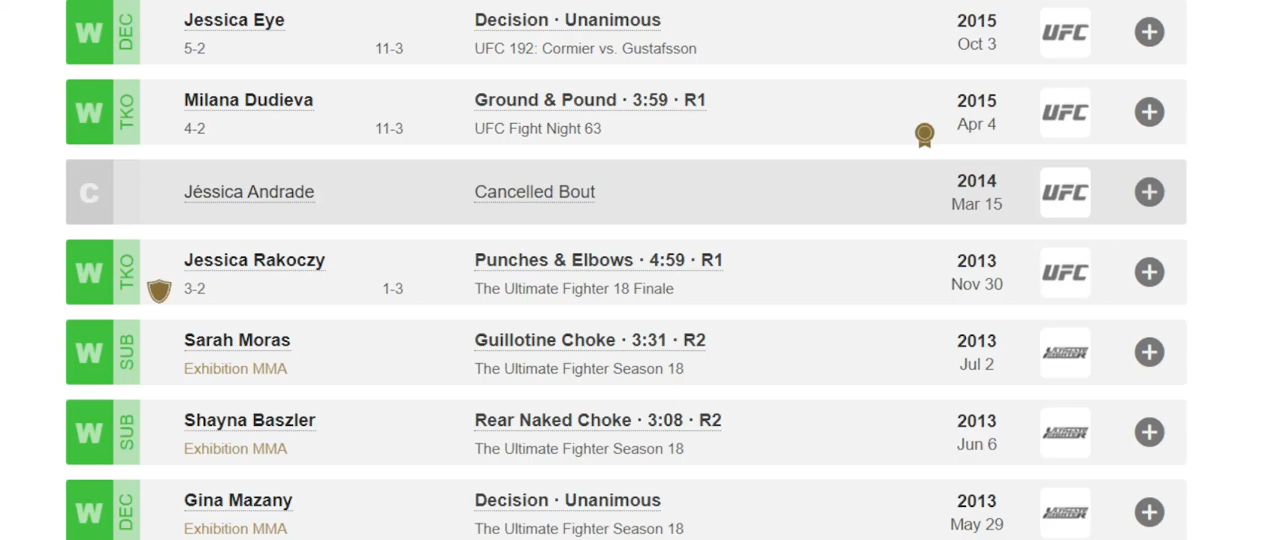 W
DEC
Jessica Eye
5-2
11-3
Decision · Unanimous
UFC 192: Cormier vs. Gustafsson
2015
Oct 3
UFC
W
TKO
Milana Dudieva
4-2
11-3
Ground & Pound · 3:59 · R1
UFC Fight Night 63
2015
Apr 4
UFC
C
Jéssica Andrade
Cancelled Bout
2014
Mar 15
UFC
W
TKO
Jessica Rakoczy
3-2
1-3
Punches & Elbows · 4:59 · R1
The Ultimate Fighter 18 Finale
2013
Nov 30
UFC
W
SUB
Sarah Moras
Exhibition MMA
Guillotine Choke · 3:31 · R2
The Ultimate Fighter Season 18
2013
Jul 2
ULTIMATE FIGHTER
W
SUB
Shayna Baszler
Exhibition MMA
Rear Naked Choke · 3:08 · R2
The Ultimate Fighter Season 18
2013
Jun 6
ULTIMATE FIGHTER
W
DEC
Gina Mazany
Exhibition MMA
Decision · Unanimous
The Ultimate Fighter Season 18
2013
May 29
ULTIMATE FIGHTER